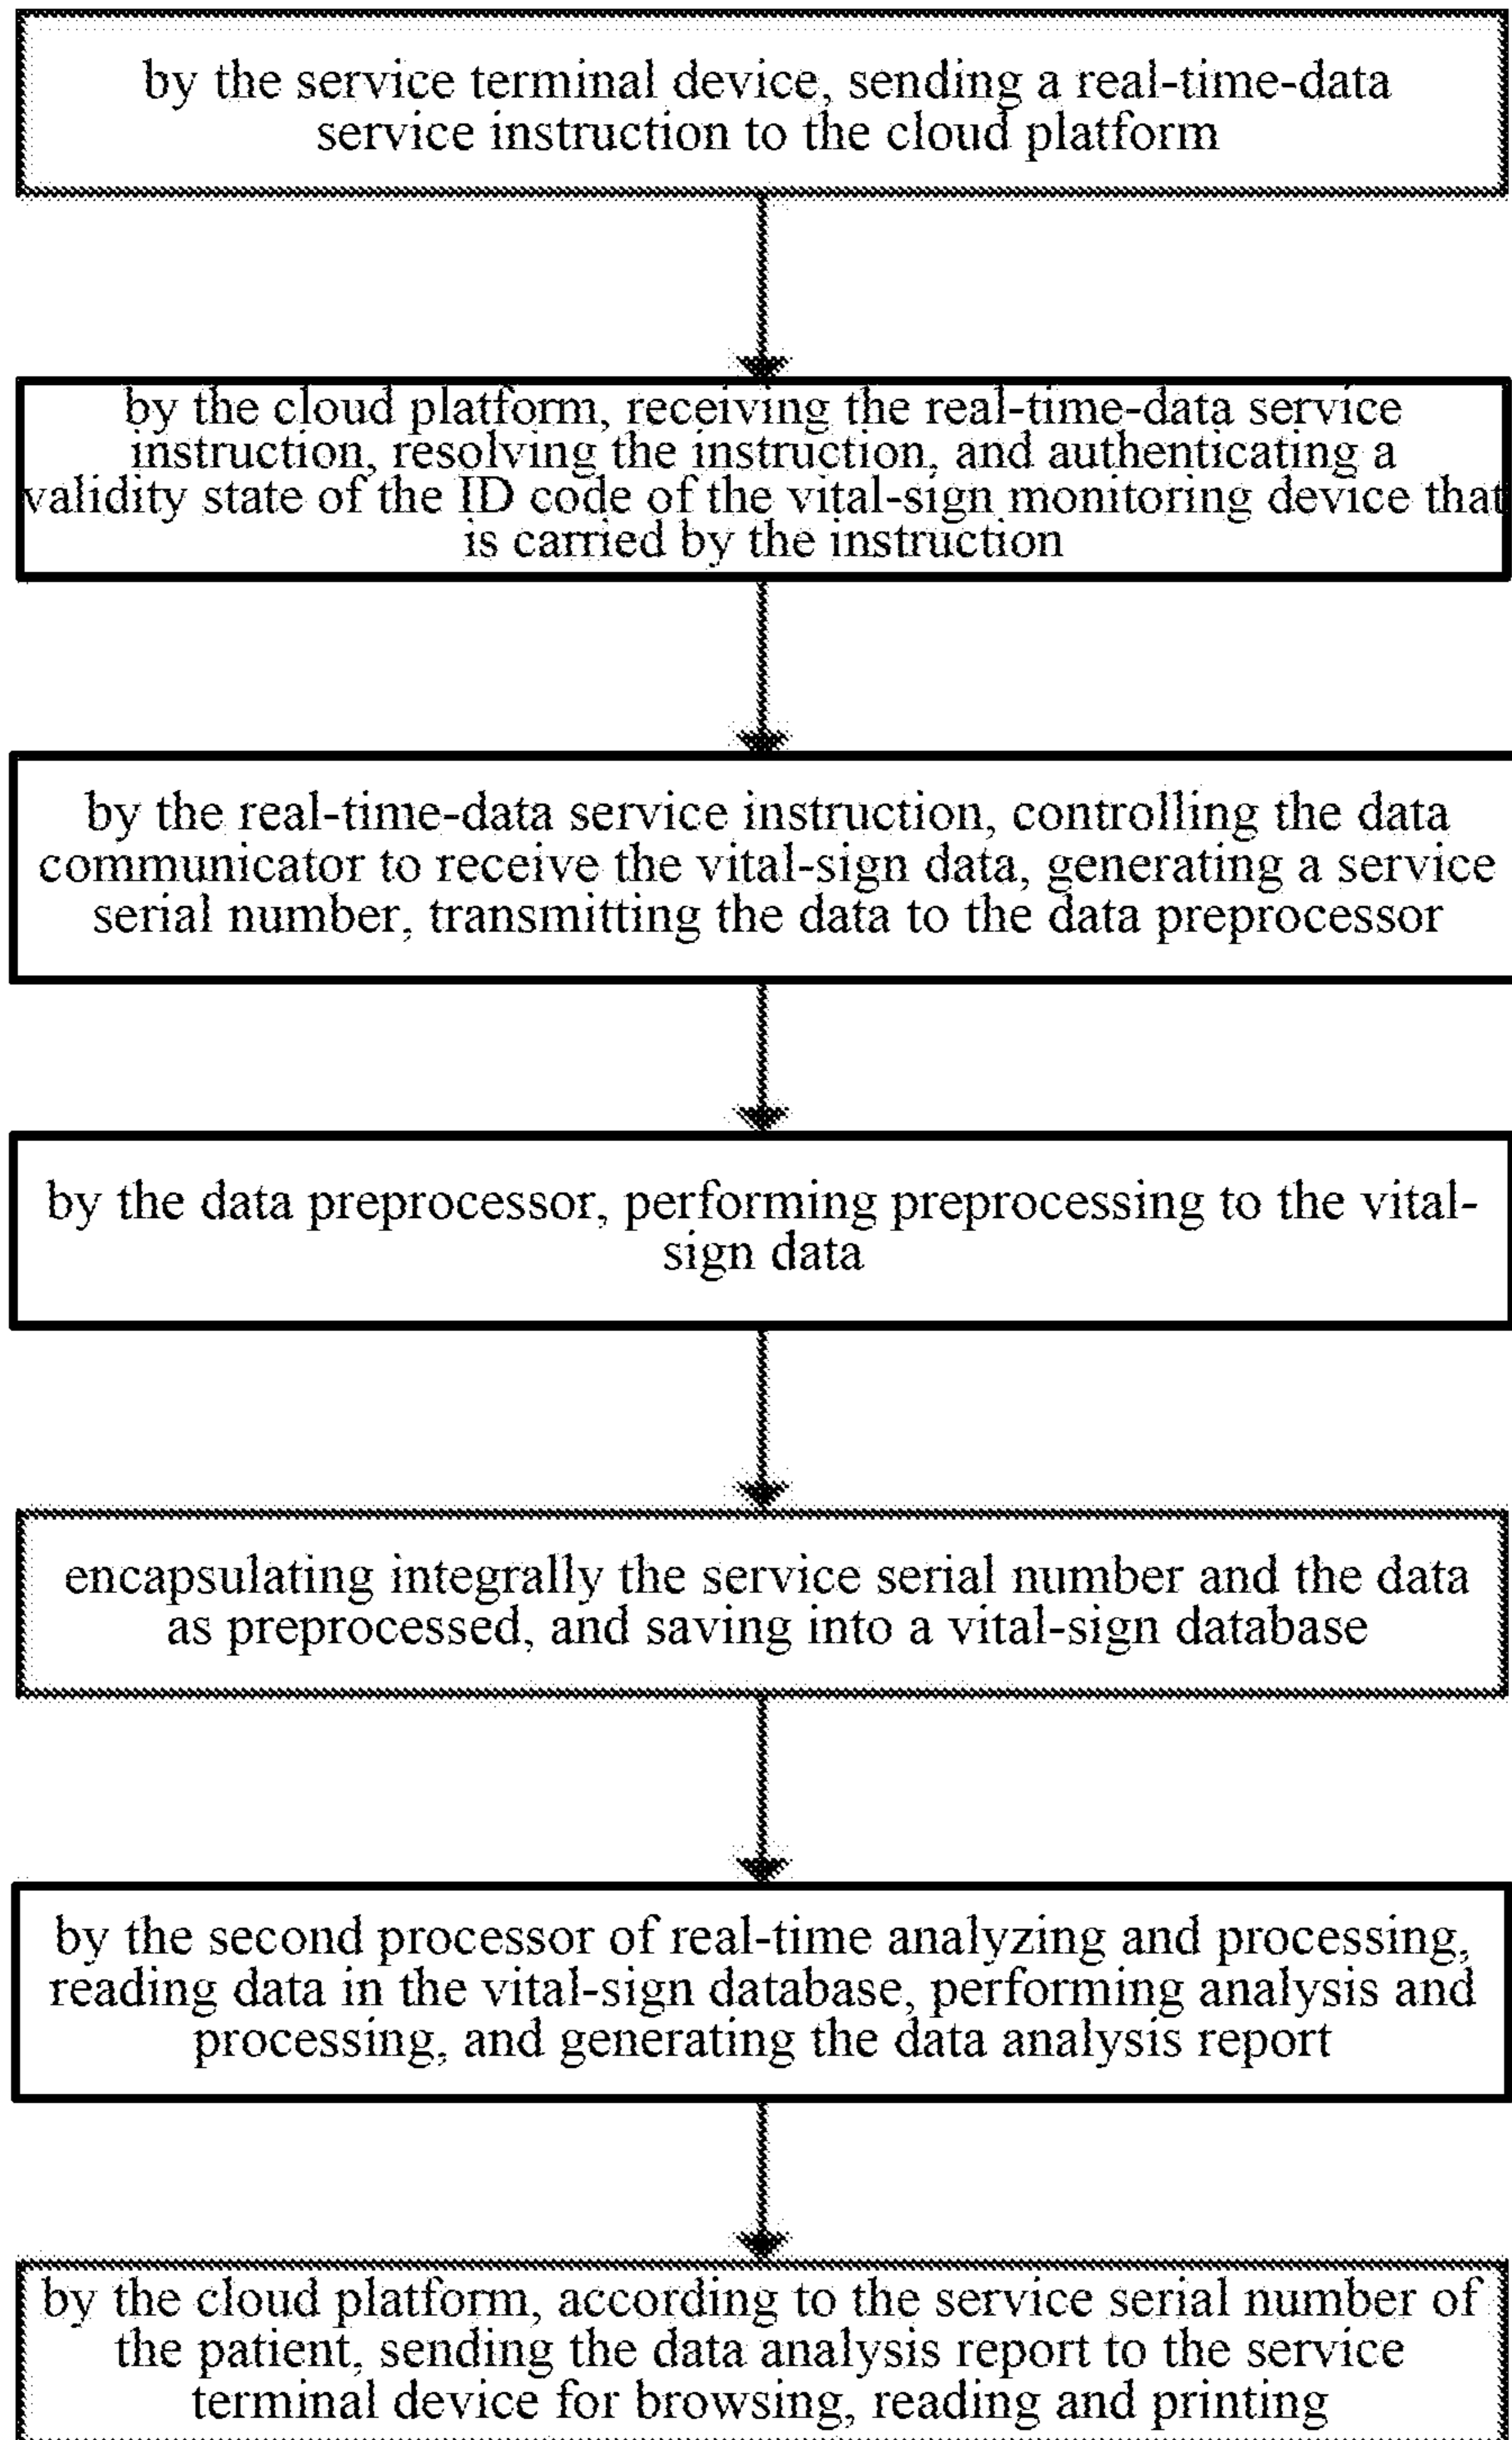 by the service terminal device, sending a real-time-data
service instruction to the cloud platform
by the cloud platform, receiving the real-time-data service
instruction, resolving the instruction, and authenticating a
validity state of the ID code of the vital-sign monitoring device that
is carried by the instruction
by the real-time-data service instruction, controlling the data
communicator to receive the vital-sign data, generating a service
serial number, transmitting the data to the data preprocessor
by the data preprocessor, performing preprocessing to the vital-
sign data
encapsulating integrally the service serial number and the data
as preprocessed, and saving into a vital-sign database
by the second processor of real-time analyzing and processing,
reading data in the vital-sign database, performing analysis and
processing, and generating the data analysis report
by the cloud platform, according to the service serial number of
the patient, sending the data analysis report to the service
terminal device for browsing, reading and printing